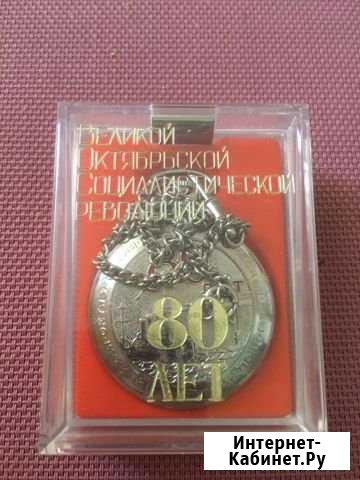 Великой
Октябрьской
Социалистической
революции
80
ЛЕТ
Интернет-
Кабинет.Ру